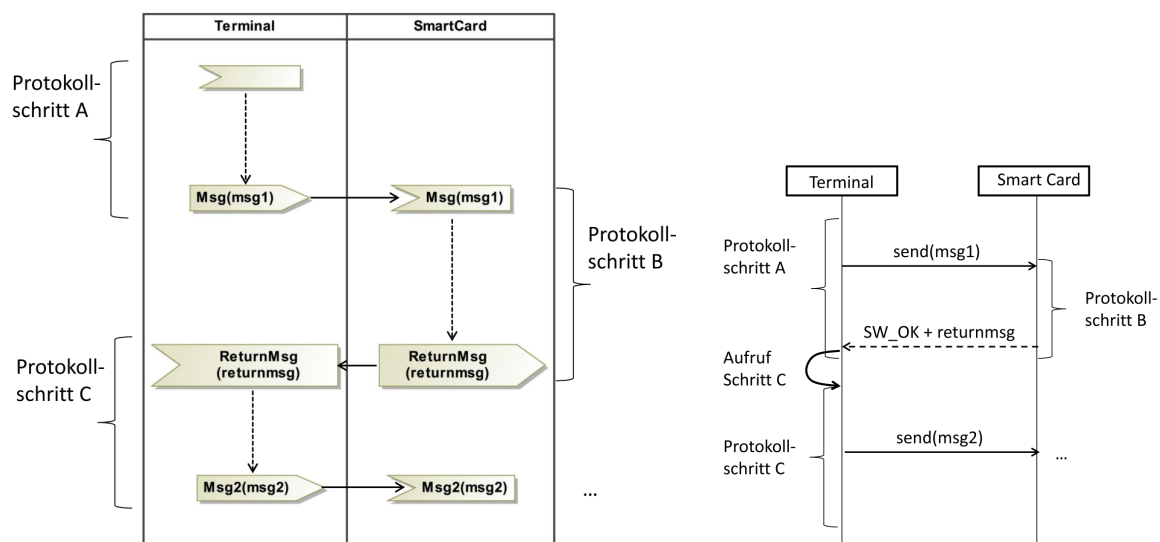 Terminal
SmartCard
Protokoll-
schritt A
Msg(msg1)
Msg(msg1)
Protokoll-
schritt B
Protokoll-
schritt C
ReturnMsg
(returnmsg)
ReturnMsg
(returnmsg)
Msg2(msg2)
Msg2(msg2)
...
Terminal
Smart Card
Protokoll-
schritt A
send(msg1)
Protokoll-
schritt B
SW_OK + returnmsg
Aufruf
Schritt C
Protokoll-
schritt C
send(msg2)
...